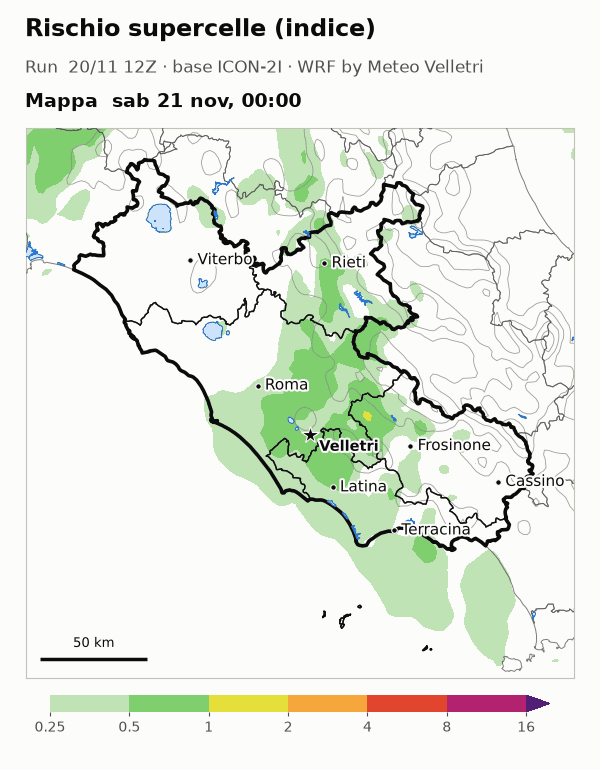 Rischio supercelle (indice)
Run 20/11 12Z · base ICON-2I · WRF by Meteo Velletri
Mappa sab 21 nov, 00:00
Viterbo
Rieti
Roma
Velletri
Frosinone
Latina
Cassino
Terracina
50 km
0.25 0.5 1 2 4 8 16